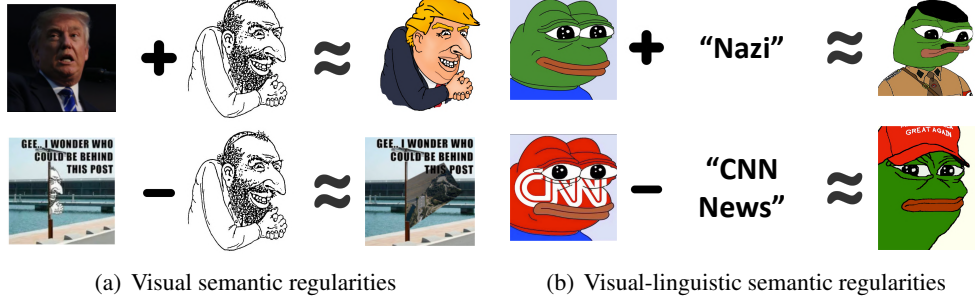 +
≈
+
“Nazi”
≈
GEE.. I WONDER WHO
COULD BE BEHIND
THIS POST
−
≈
GEE.. I WONDER WHO
COULD BE BEHIND
THIS POST
CNN
−
“CNN
News”
≈
GREAT AGAIN
(a) Visual semantic regularities
(b) Visual-linguistic semantic regularities